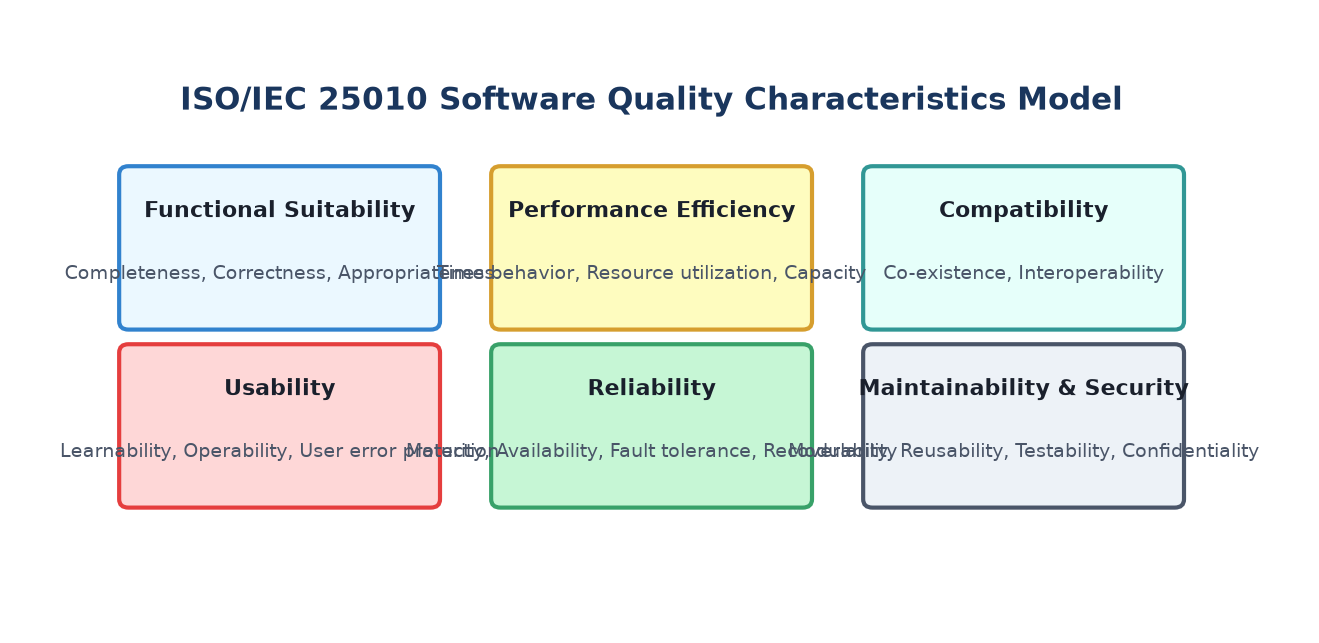 ISO/IEC 25010 Software Quality Characteristics Model
Functional Suitability
Completeness, Correctness, Appropriateness
Performance Efficiency
Time behavior, Resource utilization, Capacity
Compatibility
Co-existence, Interoperability
Usability
Learnability, Operability, User error protection
Reliability
Maturity, Availability, Fault tolerance, Recoverability
Maintainability & Security
Modularity, Reusability, Testability, Confidentiality